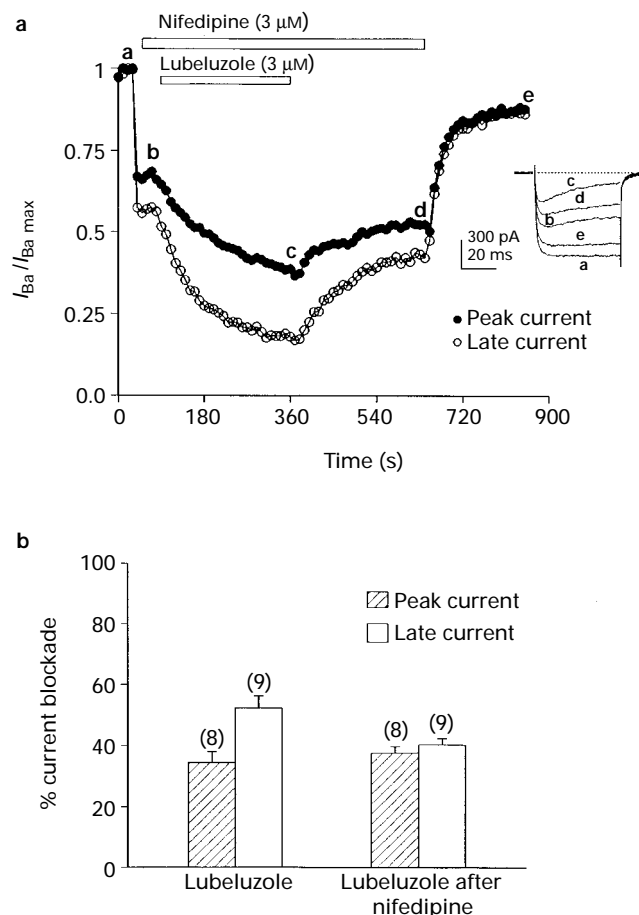 a
Nifedipine (3 µM)
Lubeluzole (3 µM)
a
b
c
d
e
1
0.75
0.5
0.25
0.0
I_Ba / I_Ba max
0 180 360 540 720 900
Time (s)
c
d
b
e
a
300 pA
20 ms
Peak current
Late current
b
100
80
60
40
20
0
% current blockade
Peak current
Late current
(8) (9) (8) (9)
Lubeluzole Lubeluzole after
nifedipine